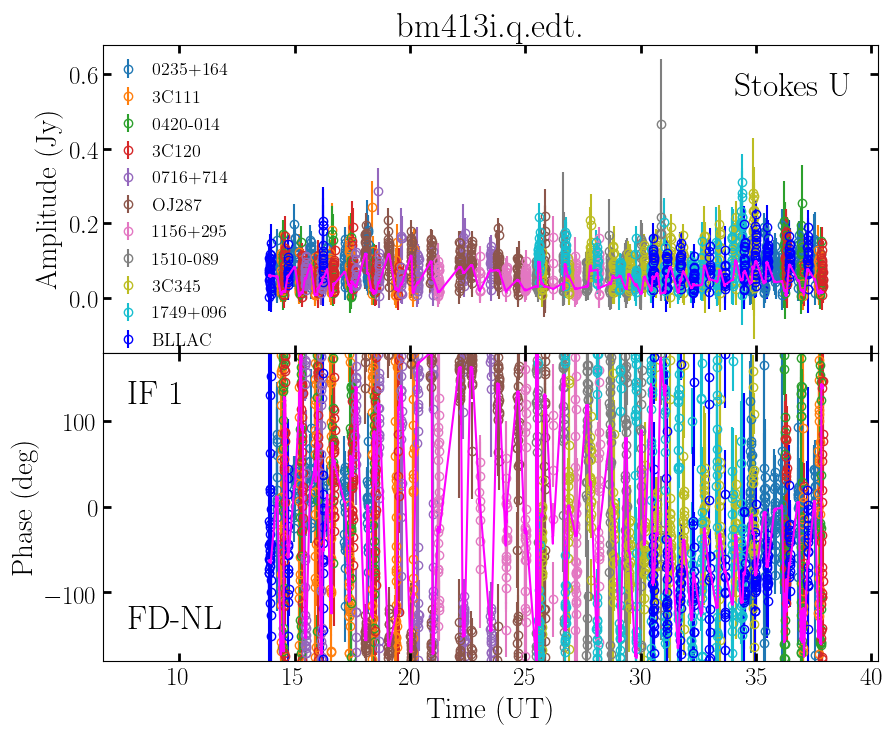 bm413i.q.edt.
Stokes U
0235+164
3C111
0420-014
3C120
0716+714
OJ287
1156+295
1510-089
3C345
1749+096
BLLAC
Amplitude (Jy)
0.6
0.4
0.2
0.0
IF 1
FD-NL
Phase (deg)
100
0
−100
10 15 20 25 30 35 40
Time (UT)